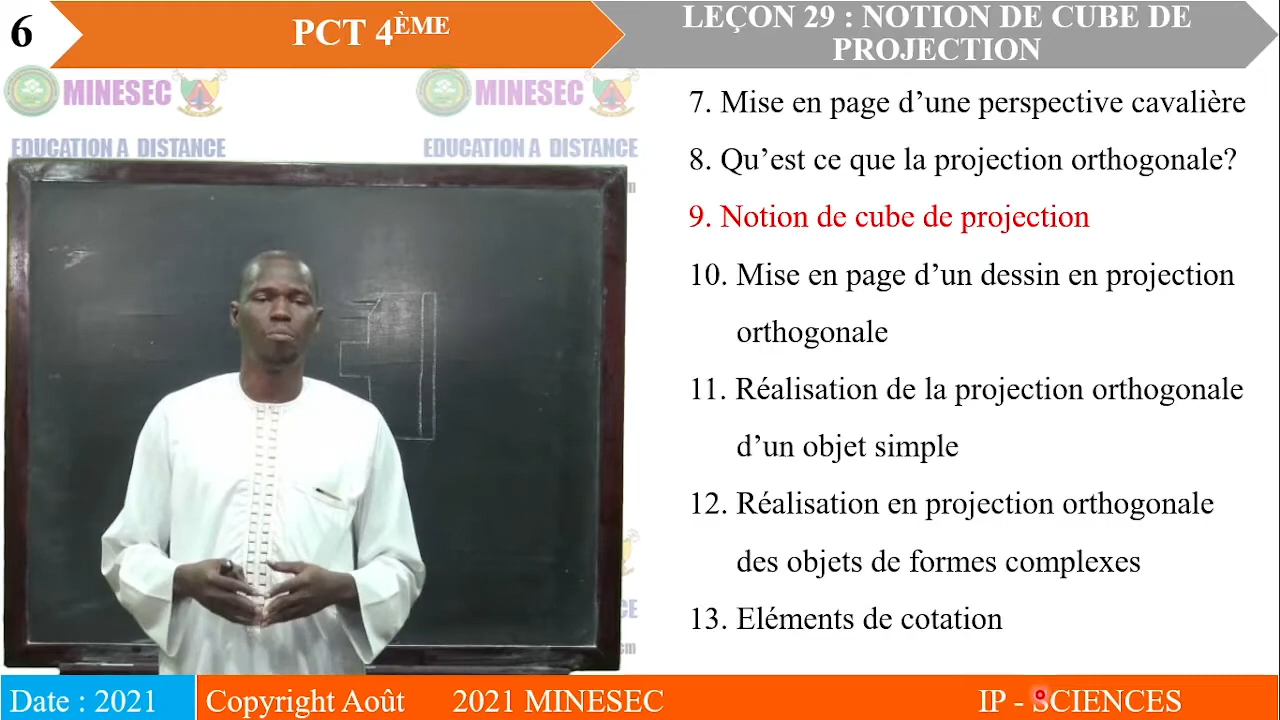 6
PCT 4ÈME
LEÇON 29 : NOTION DE CUBE DE
PROJECTION
MINESEC
MINESEC
EDUCATION A DISTANCE
EDUCATION A DISTANCE
7. Mise en page d’une perspective cavalière
8. Qu’est ce que la projection orthogonale?
9. Notion de cube de projection
10. Mise en page d’un dessin en projection
orthogonale
11. Réalisation de la projection orthogonale
d’un objet simple
12. Réalisation en projection orthogonale
des objets de formes complexes
13. Eléments de cotation
Date : 2021
Copyright Août 2021 MINESEC
IP - SCIENCES